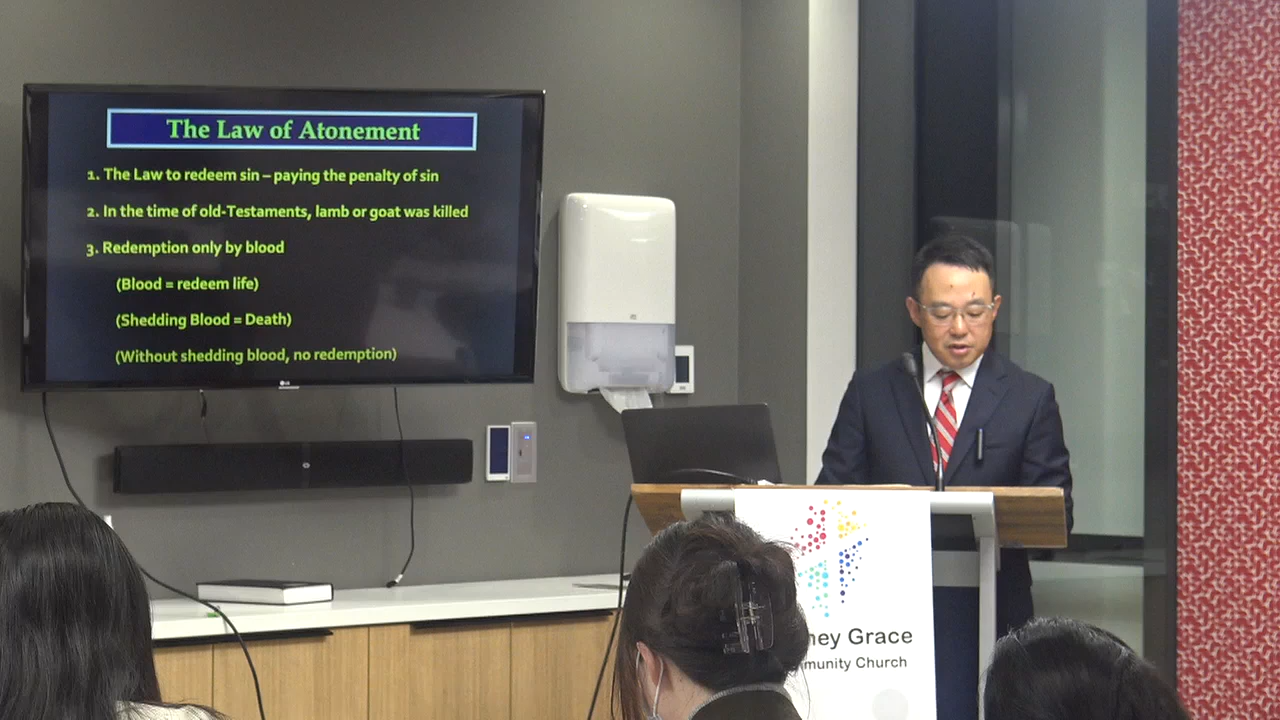 The Law of Atonement
1. The Law to redeem sin – paying the penalty of sin
2. In the time of old-Testaments, lamb or goat was killed
3. Redemption only by blood
(Blood = redeem life)
(Shedding Blood = Death)
(Without shedding blood, no redemption)
LG
ney Grace
munity Church